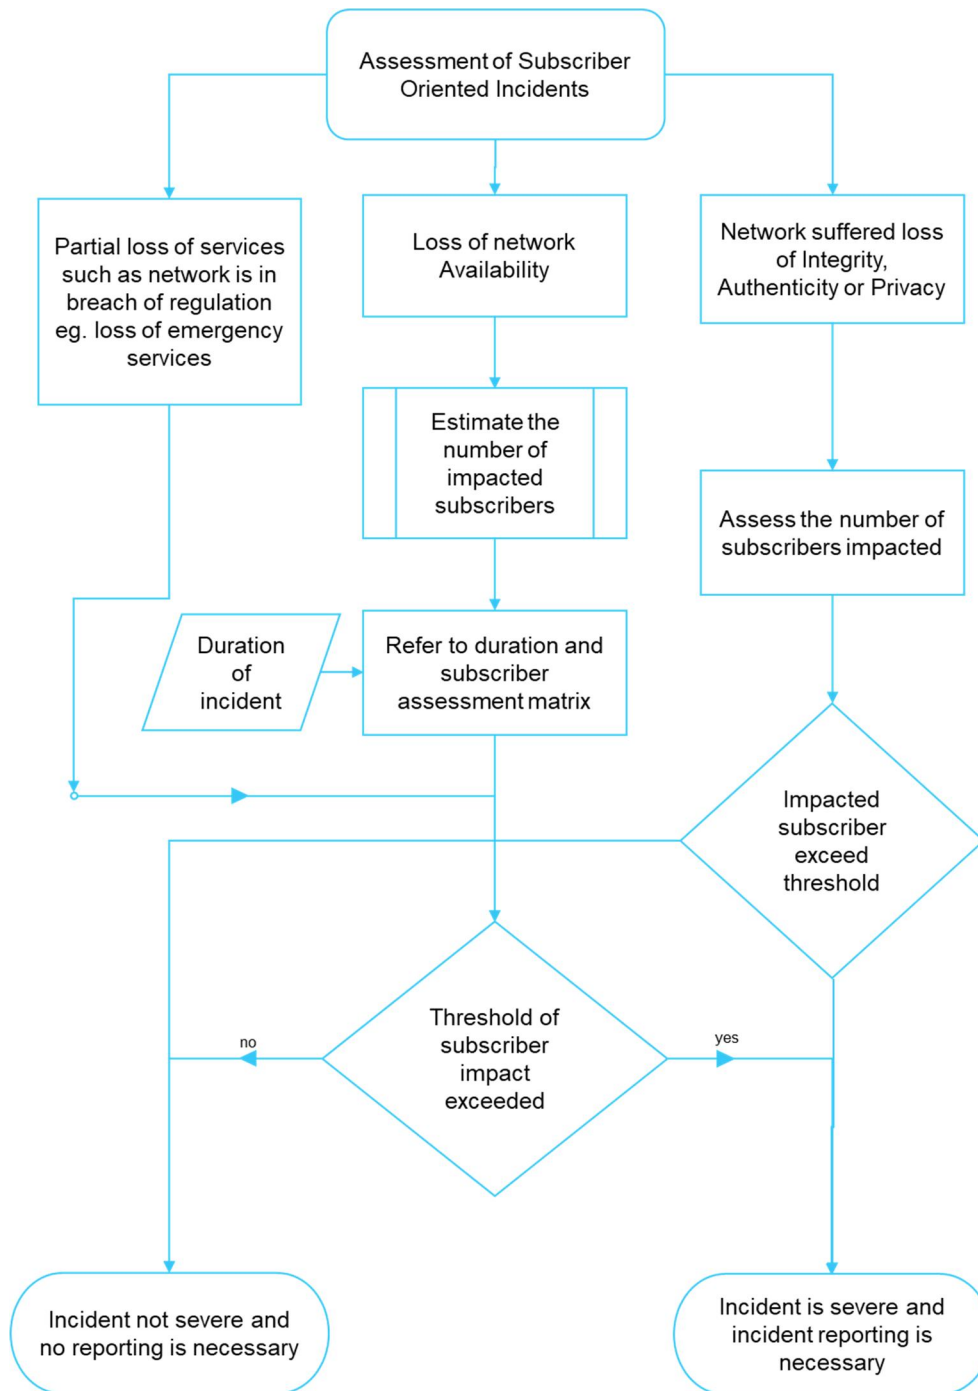 Assessment of Subscriber
Oriented Incidents
Partial loss of services
such as network is in
breach of regulation
eg. loss of emergency
services
Loss of network
Availability
Network suffered loss
of Integrity,
Authenticity or Privacy
Estimate the
number of
impacted
subscribers
Assess the number of
subscribers impacted
Duration
of
incident
Refer to duration and
subscriber
assessment matrix
Impacted
subscriber
exceed
threshold
Threshold of
subscriber
impact
exceeded
no
yes
Incident not severe and
no reporting is necessary
Incident is severe and
incident reporting is
necessary